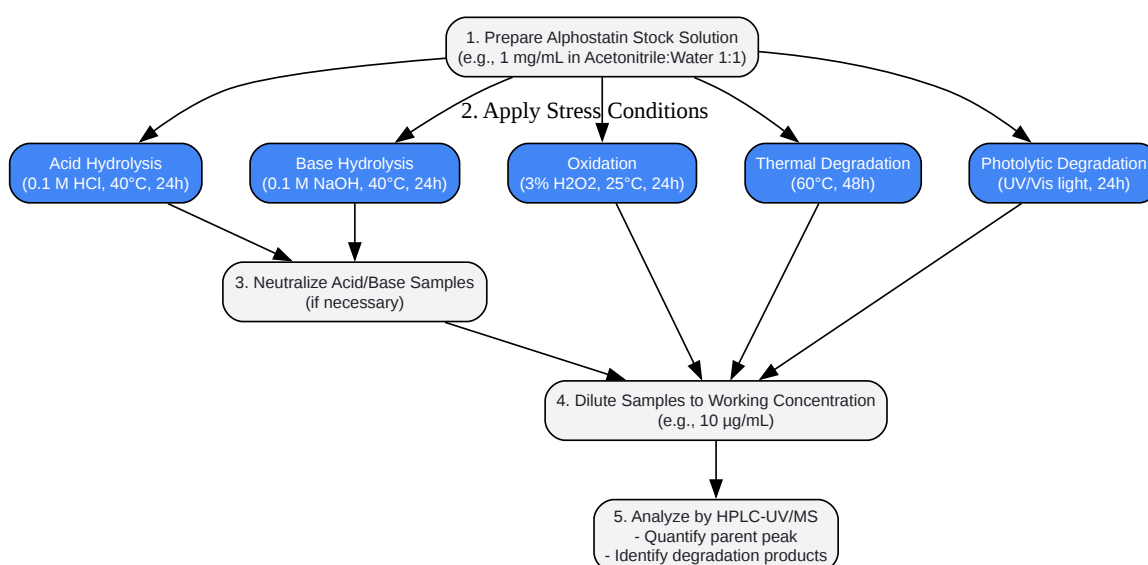 1. Prepare Alphostatin Stock Solution
(e.g., 1 mg/mL in Acetonitrile:Water 1:1)
2. Apply Stress Conditions
Acid Hydrolysis
(0.1 M HCl, 40°C, 24h)
Base Hydrolysis
(0.1 M NaOH, 40°C, 24h)
Oxidation
(3% H2O2, 25°C, 24h)
Thermal Degradation
(60°C, 48h)
Photolytic Degradation
(UV/Vis light, 24h)
3. Neutralize Acid/Base Samples
(if necessary)
4. Dilute Samples to Working Concentration
(e.g., 10 µg/mL)
5. Analyze by HPLC-UV/MS
- Quantify parent peak
- Identify degradation products